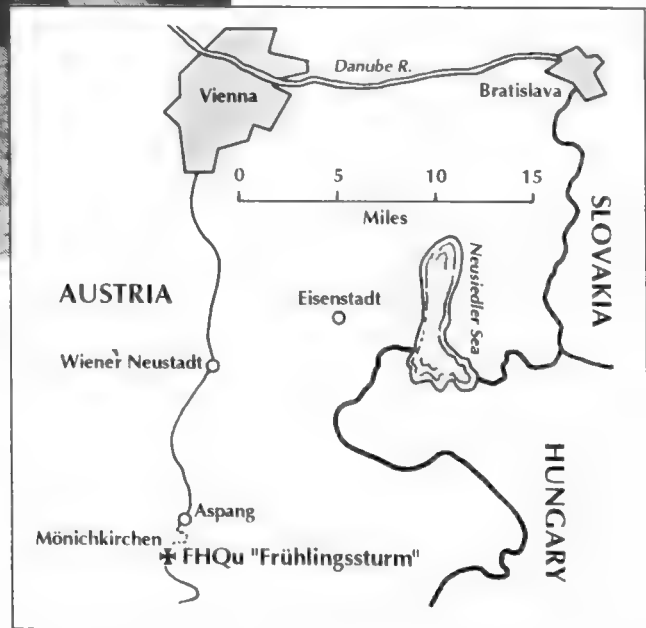 Danube R.
Vienna
Bratislava
0 5 10 15
Miles
SLOVAKIA
Neusiedler Sea
AUSTRIA
Eisenstadt
Wiener Neustadt
HUNGARY
Aspang
Mönichkirchen
FHQu "Frühlingssturm"